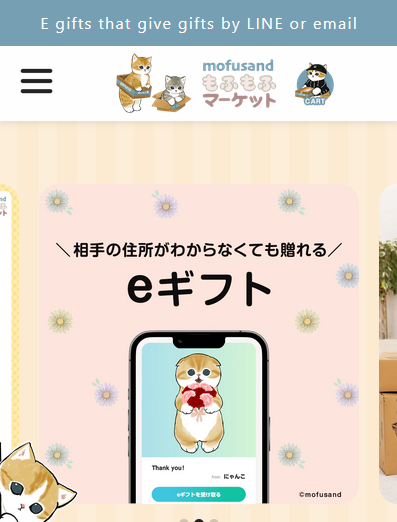 E gifts that give gifts by LINE or email
mofusand
もふもふ
マーケット
CART
＼相手の住所がわからなくても贈れる／
eギフト
Thank you!
from にゃんこ
eギフトを受け取る
©mofusand